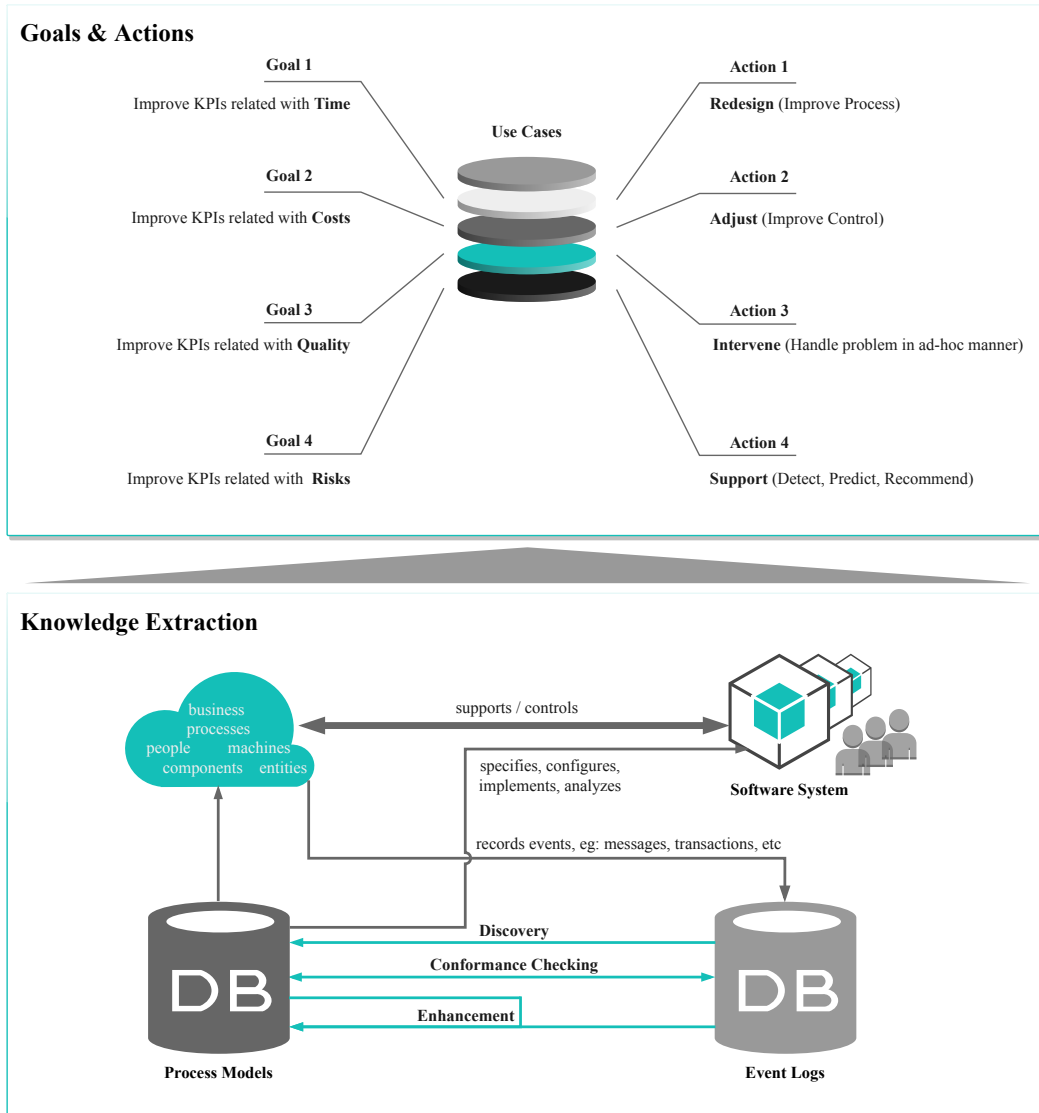 Goals & Actions
Goal 1
Improve KPIs related with Time
Goal 2
Improve KPIs related with Costs
Goal 3
Improve KPIs related with Quality
Goal 4
Improve KPIs related with Risks
Use Cases
Action 1
Redesign (Improve Process)
Action 2
Adjust (Improve Control)
Action 3
Intervene (Handle problem in ad-hoc manner)
Action 4
Support (Detect, Predict, Recommend)
Knowledge Extraction
business
processes
people machines
components entities
supports / controls
specifies, configures,
implements, analyzes
Software System
records events, eg: messages, transactions, etc
Discovery
Conformance Checking
Enhancement
DB
Process Models
DB
Event Logs